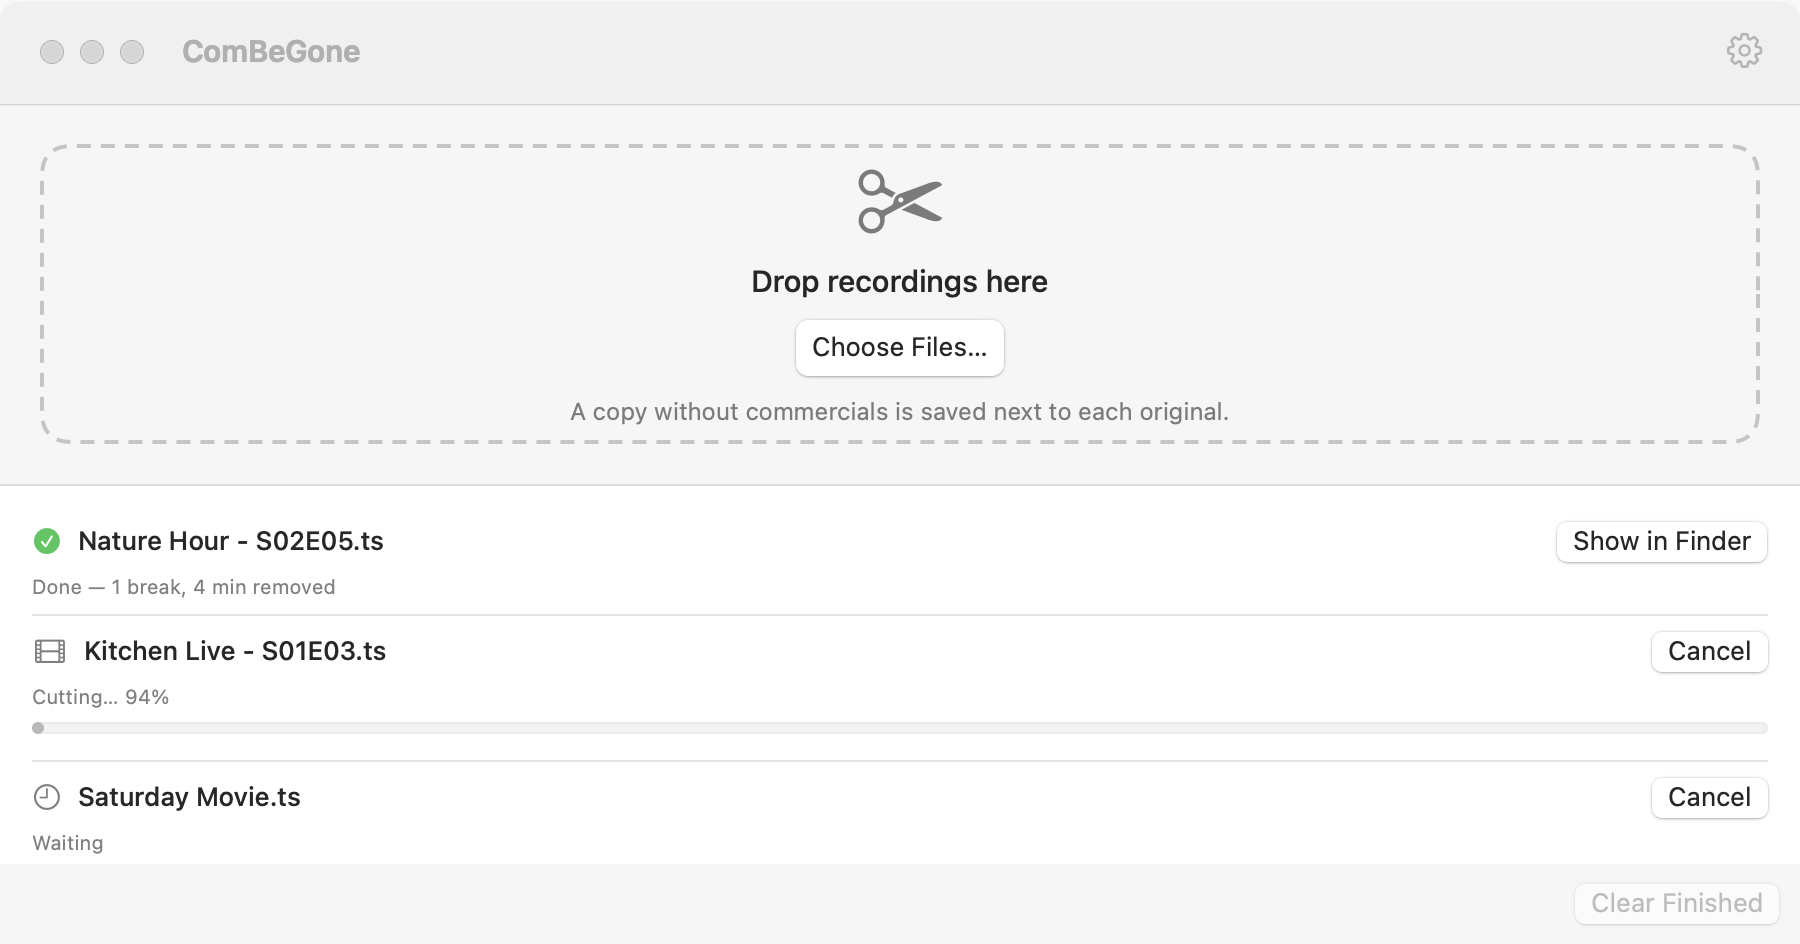 ComBeGone
Drop recordings here
Choose Files...
A copy without commercials is saved next to each original.
Nature Hour - S02E05.ts
Show in Finder
Done — 1 break, 4 min removed
Kitchen Live - S01E03.ts
Cancel
Cutting... 94%
Saturday Movie.ts
Cancel
Waiting
Clear Finished